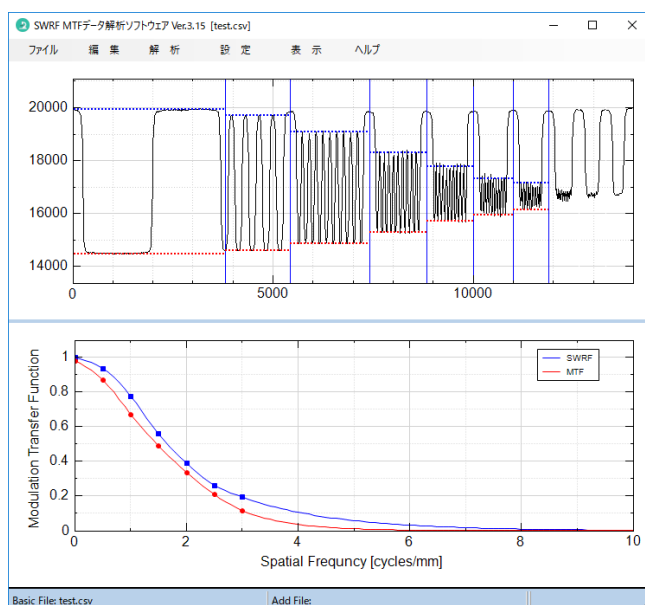 SWRF MTFデータ解析ソフトウェア Ver.3.15 [test.csv]
ファイル 編 集 解 析 設 定 表 示 ヘルプ
20000
18000
16000
14000
0 5000 10000
1
0.8
0.6
0.4
0.2
0
Modulation Transfer Function
SWRF
MTF
0 2 4 6 8 10
Spatial Frequncy [cycles/mm]
Basic File: test.csv Add File: